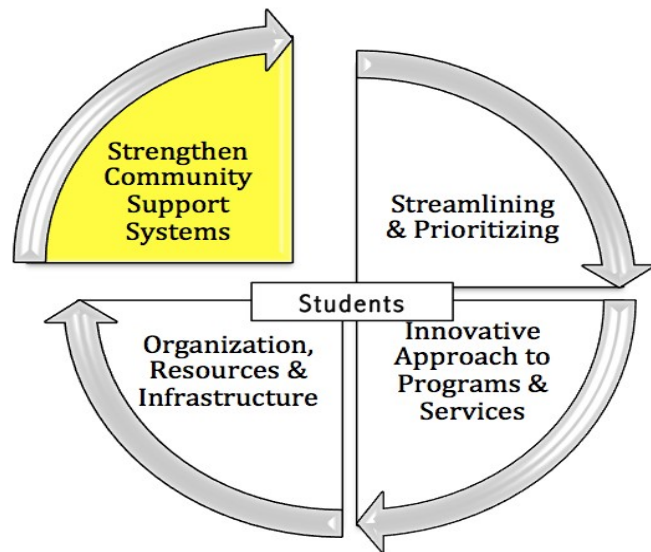 Strengthen
Community
Support
Systems
Streamlining
& Prioritizing
Students
Organization,
Resources &
Infrastructure
Innovative
Approach to
Programs &
Services